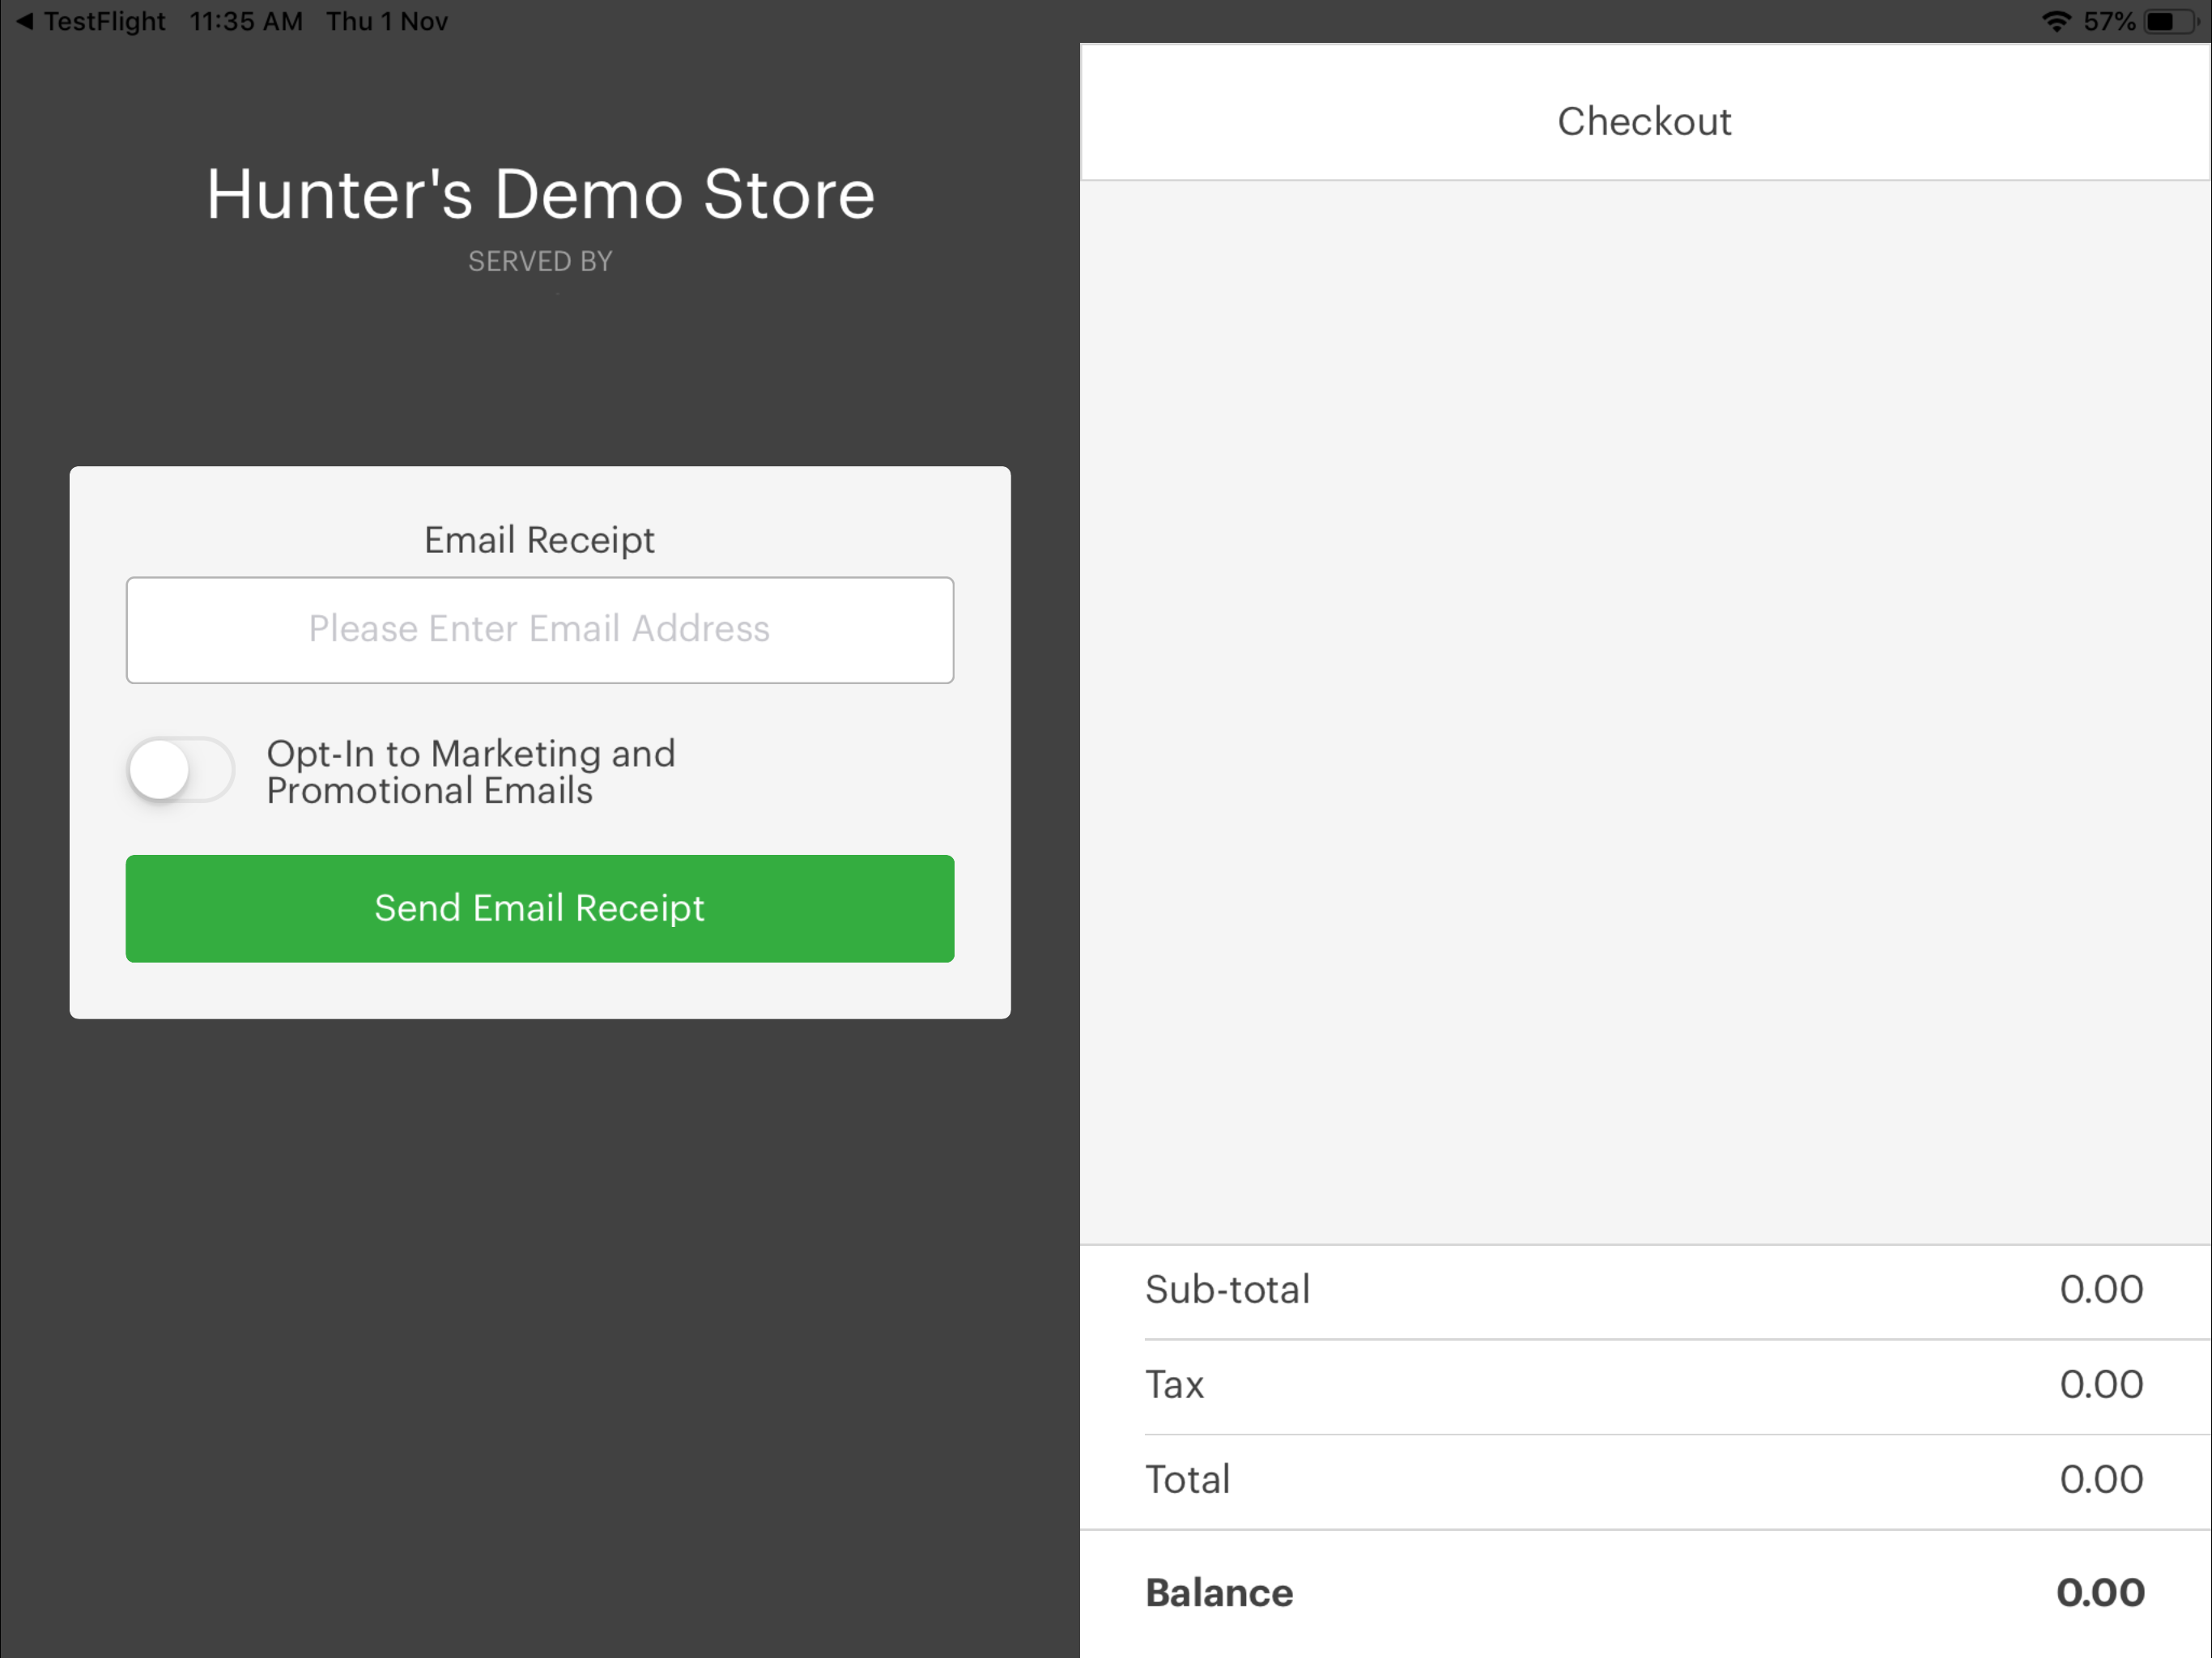 ◀ TestFlight 11:35 AM Thu 1 Nov
57%
Hunter's Demo Store
SERVED BY
Email Receipt
Please Enter Email Address
Opt-In to Marketing and
Promotional Emails
Send Email Receipt
Checkout
Sub-total 0.00
Tax 0.00
Total 0.00
Balance 0.00